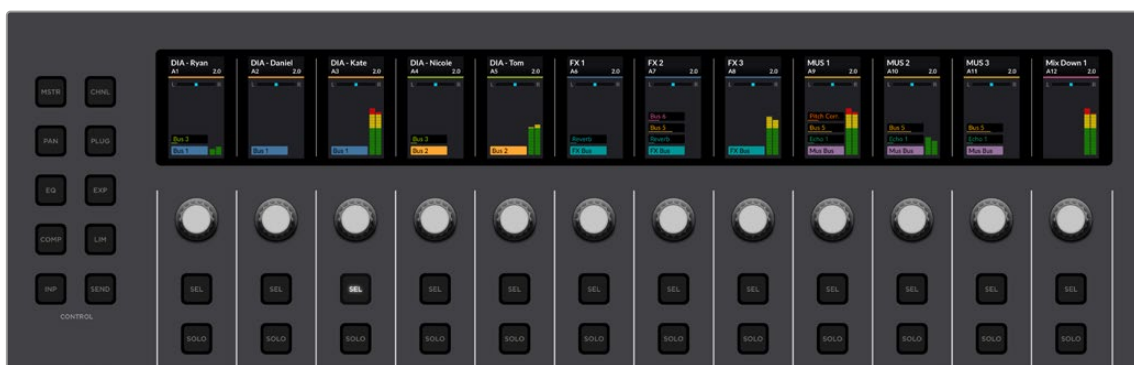 DIA - Ryan
A1 2.0
L R
Bus 3
Bus 1
DIA - Daniel
A2 2.0
L R
Bus 1
DIA - Kate
A3 2.0
L R
Bus 1
DIA - Nicole
A4 2.0
L R
Bus 3
Bus 2
DIA - Tom
A5 2.0
L R
Bus 2
FX 1
A6 2.0
L R
Reverb
FX Bus
FX 2
A7 2.0
L R
Bus 4
Bus 3
Reverb
FX Bus
FX 3
A8 2.0
L R
FX Bus
MUS 1
A9 2.0
L R
Pitch Corr
Bus 5
Echo 1
Mus Bus
MUS 2
A10 2.0
L R
Bus 5
Echo 1
Mus Bus
MUS 3
A11 2.0
L R
Bus 5
Echo 1
Mus Bus
Mix Down 1
A12 2.0
L R
MSTR CHNL
PAN PLUG
EQ EXP
COMP LIM
INP SEND
CONTROL
SEL SEL SEL SEL SEL SEL SEL SEL SEL SEL SEL SEL
SOLO SOLO SOLO SOLO SOLO SOLO SOLO SOLO SOLO SOLO SOLO SOLO